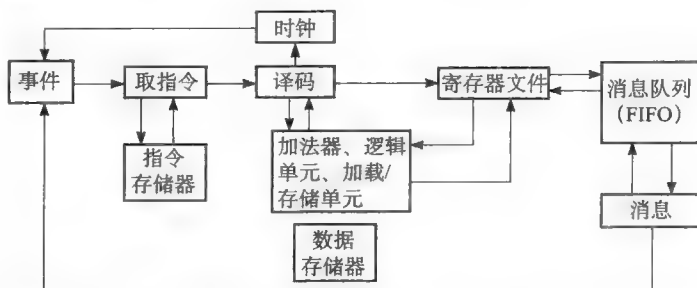 时钟
事件
取指令
译码
寄存器文件
消息队列
(FIFO)
指令
存储器
加法器、逻辑
单元、加载/
存储单元
消息
数据
存储器